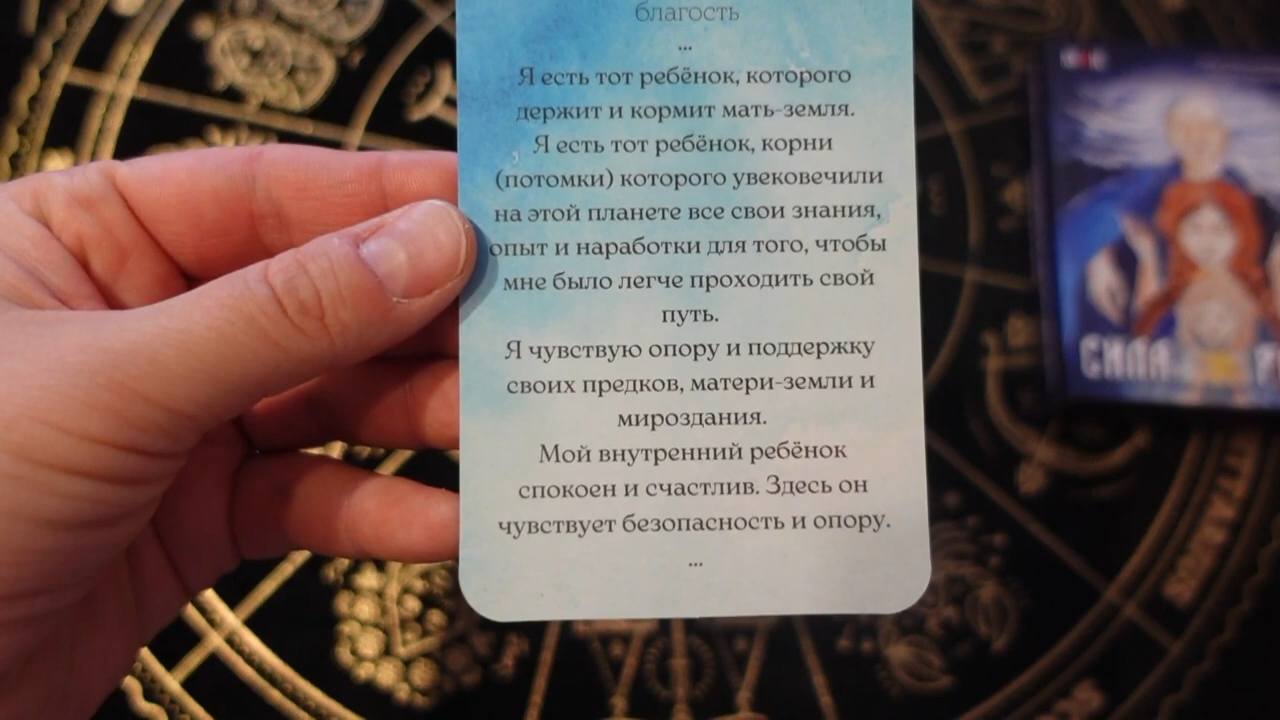 благость
...
Я есть тот ребёнок, которого
держит и кормит мать-земля.
Я есть тот ребёнок, корни
(потомки) которого увековечили
на этой планете все свои знания,
опыт и наработки для того, чтобы
мне было легче проходить свой
путь.
Я чувствую опору и поддержку
своих предков, матери-земли и
мироздания.
Мой внутренний ребёнок
спокоен и счастлив. Здесь он
чувствует безопасность и опору.
...
СИЛА